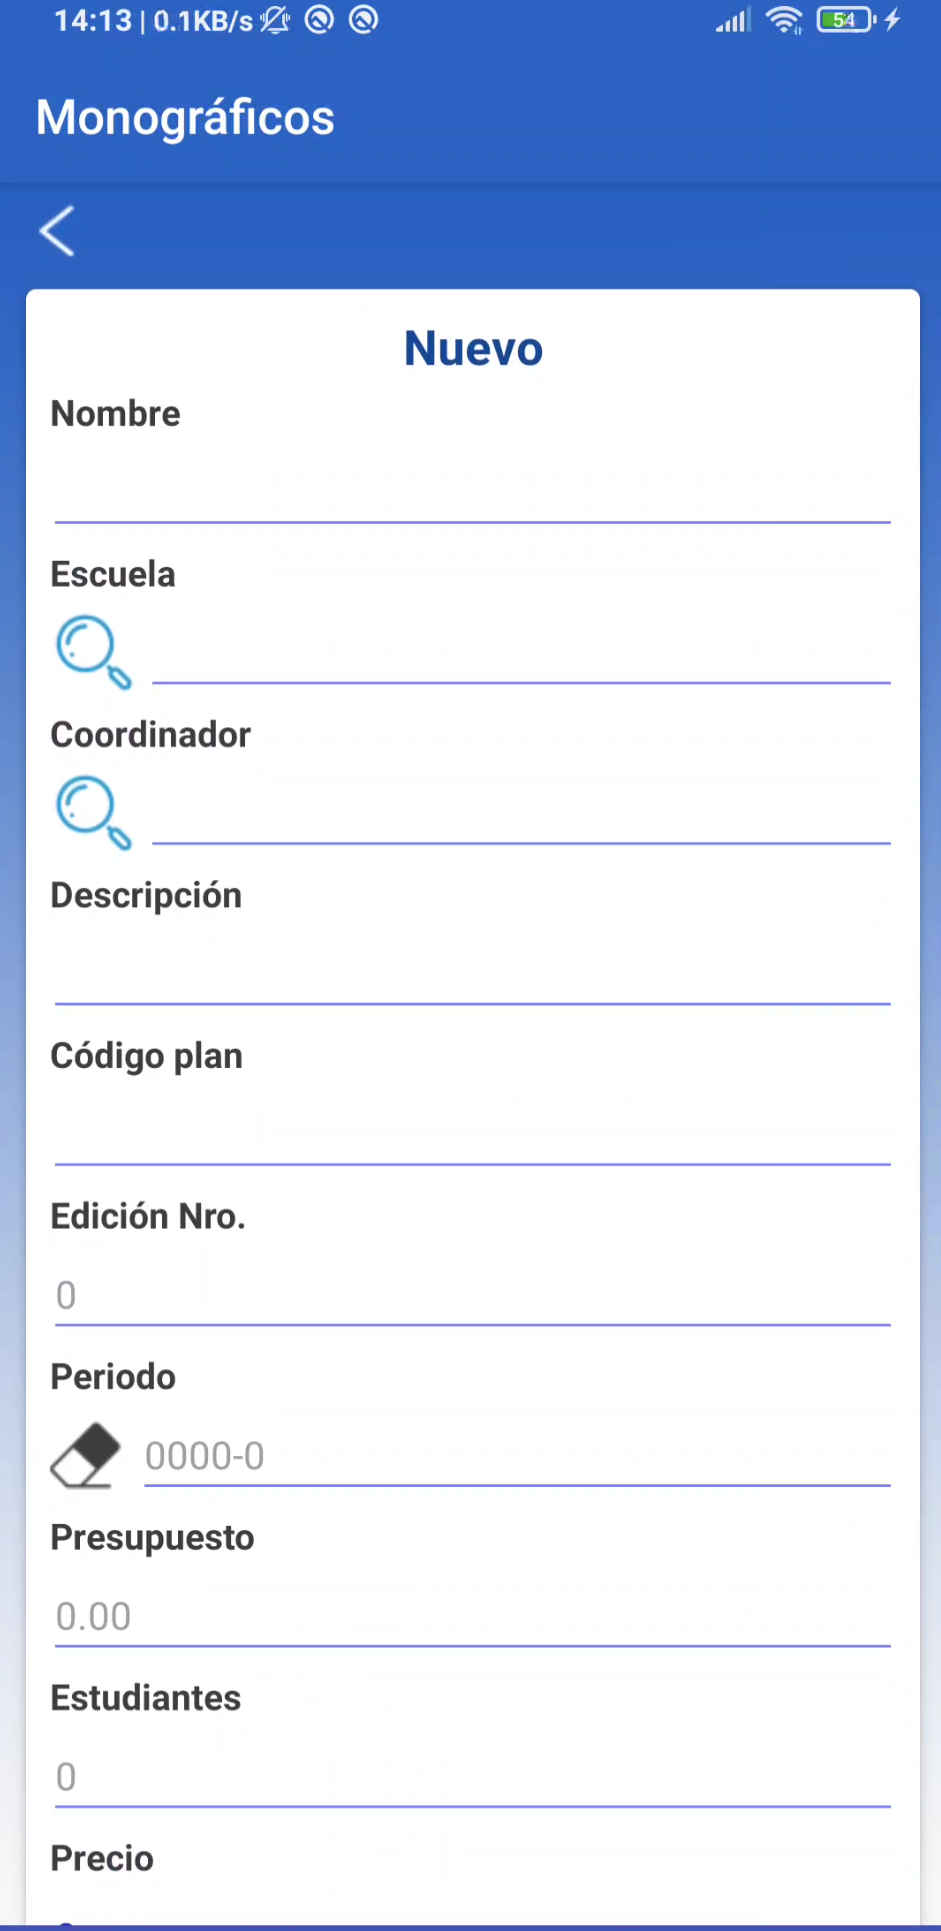 14:13 | 0.1KB/s 54
Monográficos
Nuevo
Nombre
Escuela
Coordinador
Descripción
Código plan
Edición Nro.
0
Periodo
0000-0
Presupuesto
0.00
Estudiantes
0
Precio